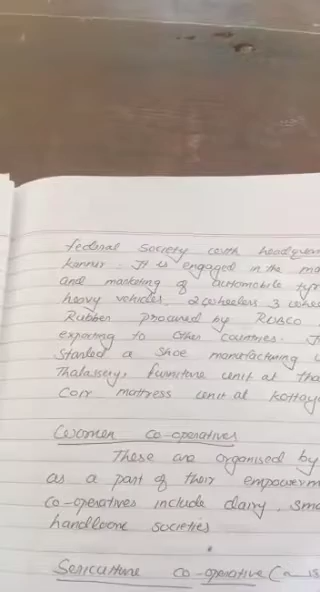 federal society with headquar
kannur. It is engaged in the ma
and marketing of automobile tyr
heavy vehicles, 2 wheelers 3 whee
Rubber procured by RUBCO
exporting to other countries.
started a shoe manufacturing u
Thalassery, furniture unit at tha
Coir mattress unit at kottay
Women co-operatives
These are organised by
as a part of their empowerm
co-operatives include dairy, sma
handloom societies
Sericulture co-operative (